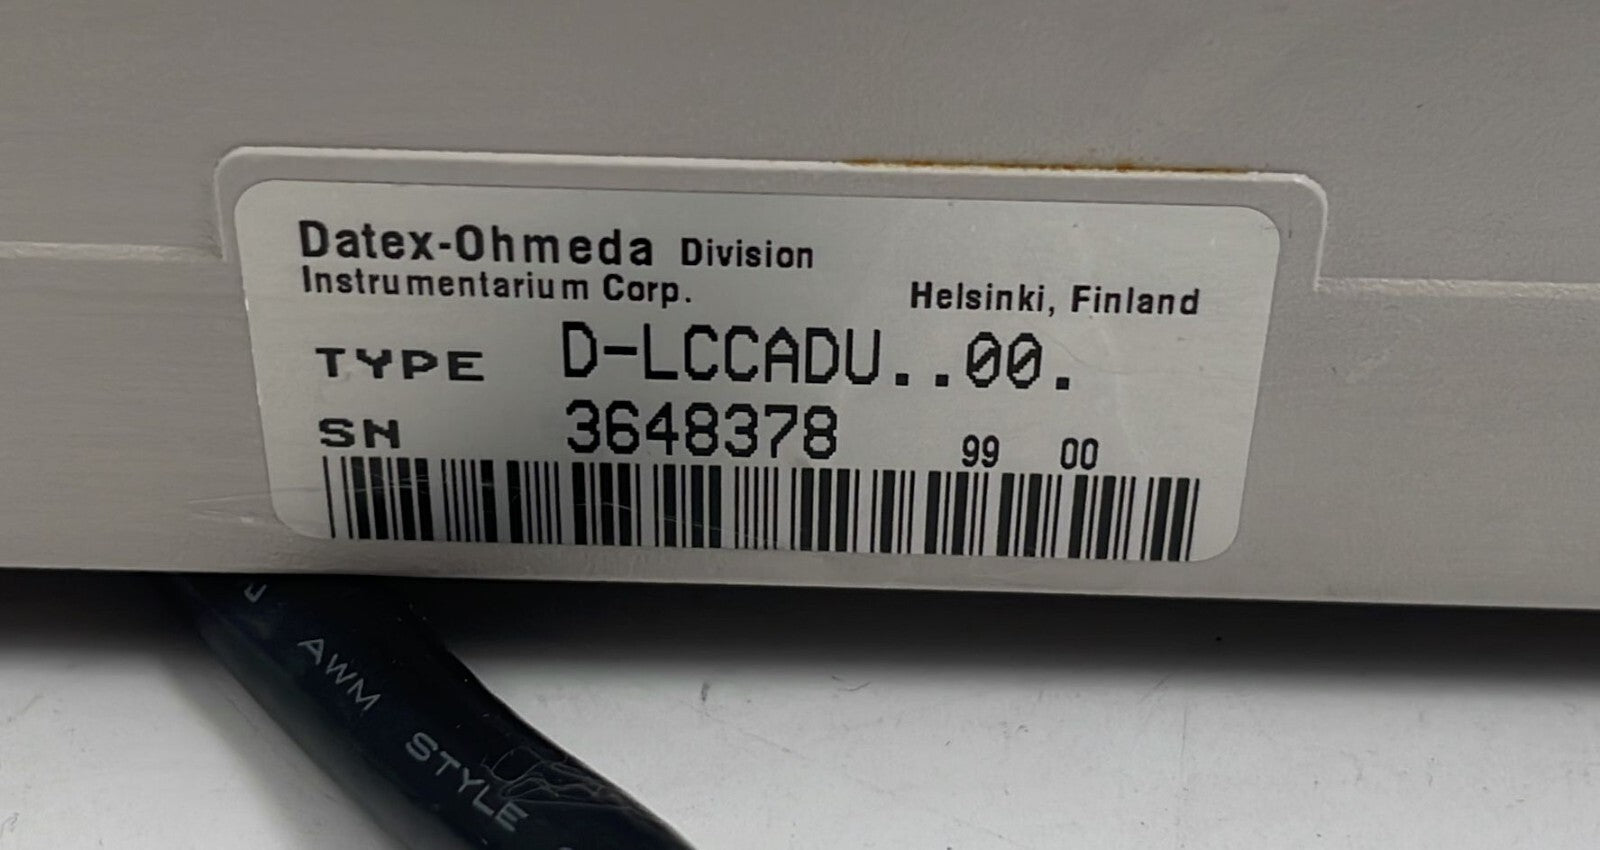 Datex-Ohmeda Division
Instrumentarium Corp. Helsinki, Finland
TYPE D-LCCADU..00.
SN 3648378 99 00
AWM STYLE